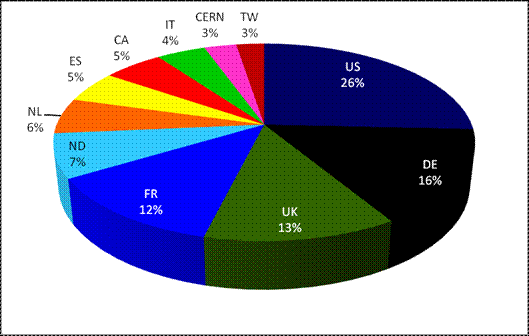 US
26%
DE
16%
UK
13%
FR
12%
ND
7%
NL
6%
ES
5%
CA
5%
IT
4%
CERN
3%
TW
3%